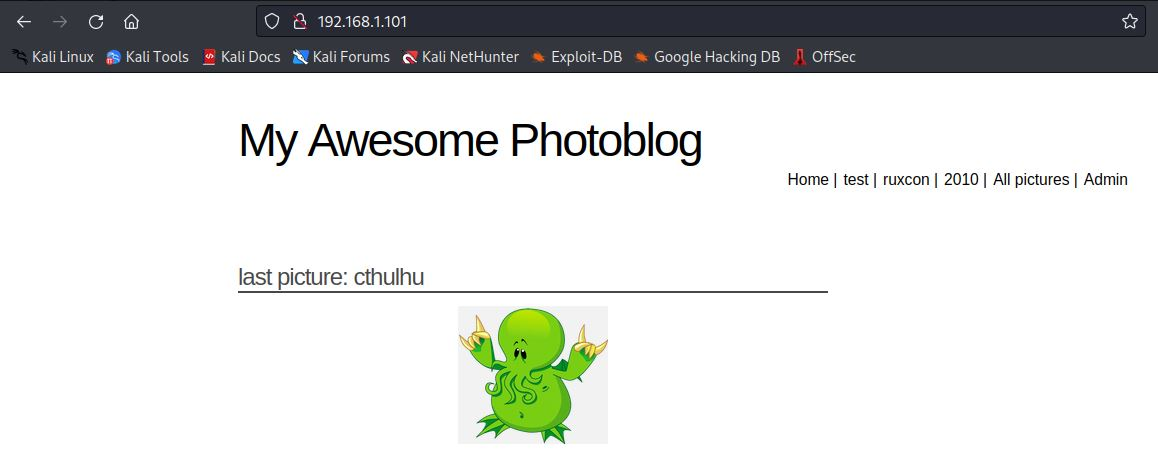 192.168.1.101
Kali Linux Kali Tools Kali Docs Kali Forums Kali NetHunter Exploit-DB Google Hacking DB OffSec
My Awesome Photoblog
Home | test | ruxcon | 2010 | All pictures | Admin
last picture: cthulhu